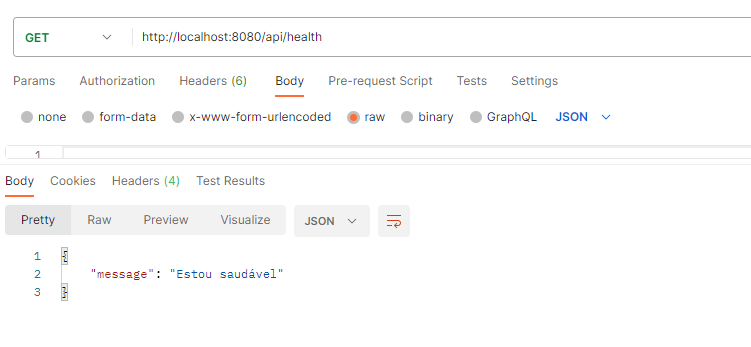 GET http://localhost:8080/api/health
Params Authorization Headers (6) Body Pre-request Script Tests Settings
none form-data x-www-form-urlencoded raw binary GraphQL JSON
1
Body Cookies Headers (4) Test Results
Pretty Raw Preview Visualize JSON
1 {
2 "message": "Estou saudável"
3 }